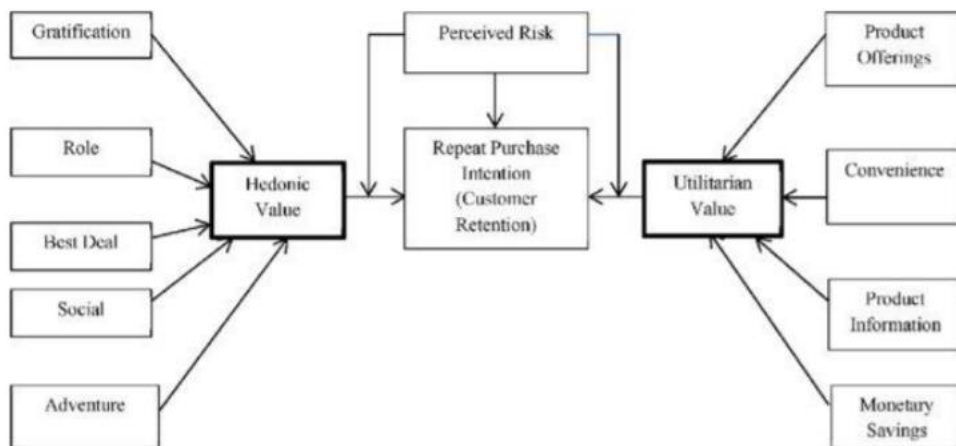 Gratification
Role
Best Deal
Social
Adventure
Hedonic
Value
Perceived Risk
Repeat Purchase
Intention
(Customer
Retention)
Utilitarian
Value
Product
Offerings
Convenience
Product
Information
Monetary
Savings